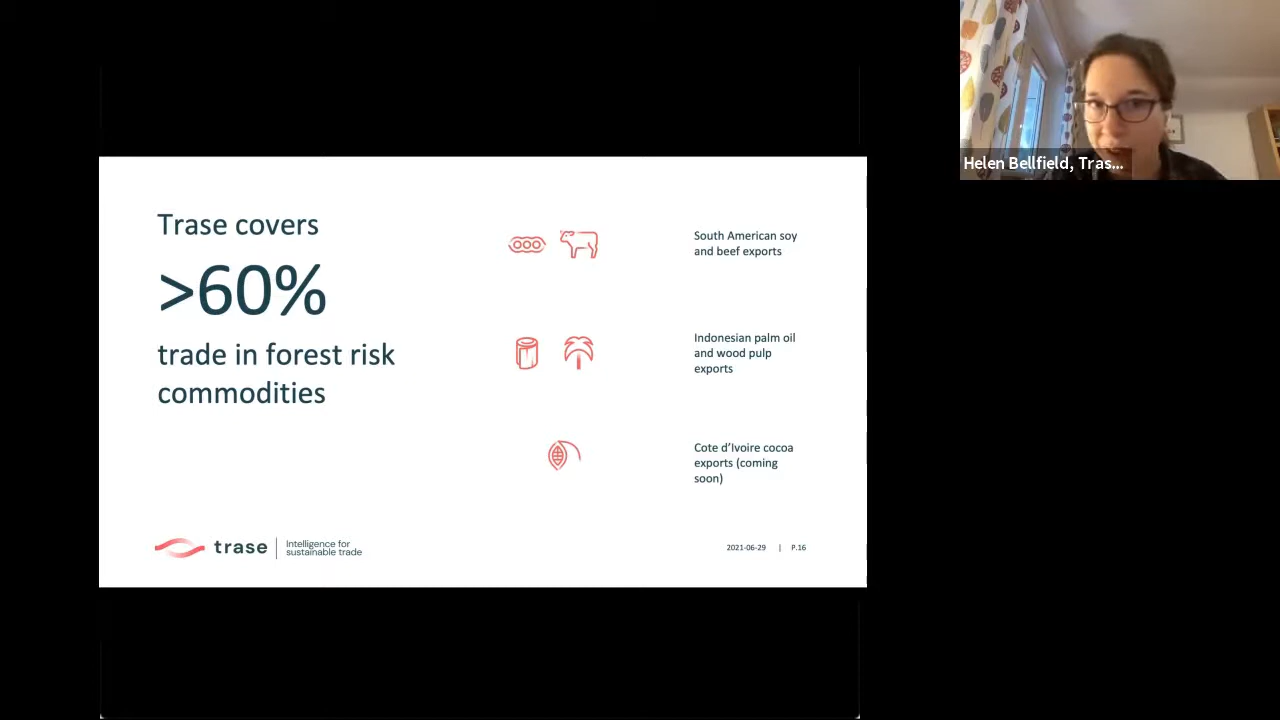 Trase covers
>60%
trade in forest risk
commodities
South American soy
and beef exports
Indonesian palm oil
and wood pulp
exports
Cote d’Ivoire cocoa
exports (coming
soon)
trase
Intelligence for
sustainable trade
2021-06-29 | P.16
Helen Bellfield, Tras...